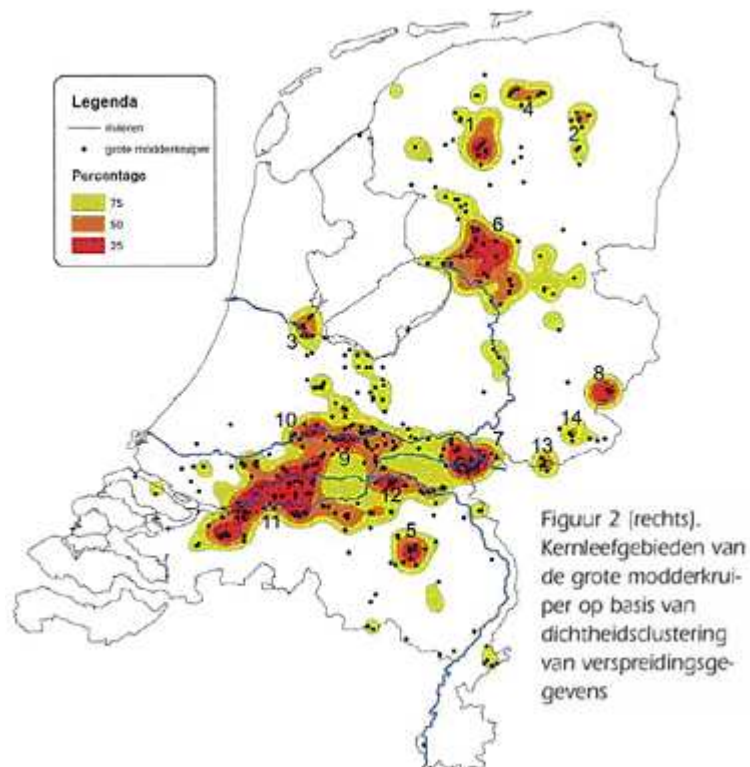 Legenda
rivieren
grote modderkruiper
Percentage
75
50
25
1
4
2
6
3
8
10
7
14
9
13
12
11
5
Figuur 2 (rechts).
Kernleefgebieden van
de grote modderkrui-
per op basis van
dichtheidsclustering
van verspreidingsge-
gevens